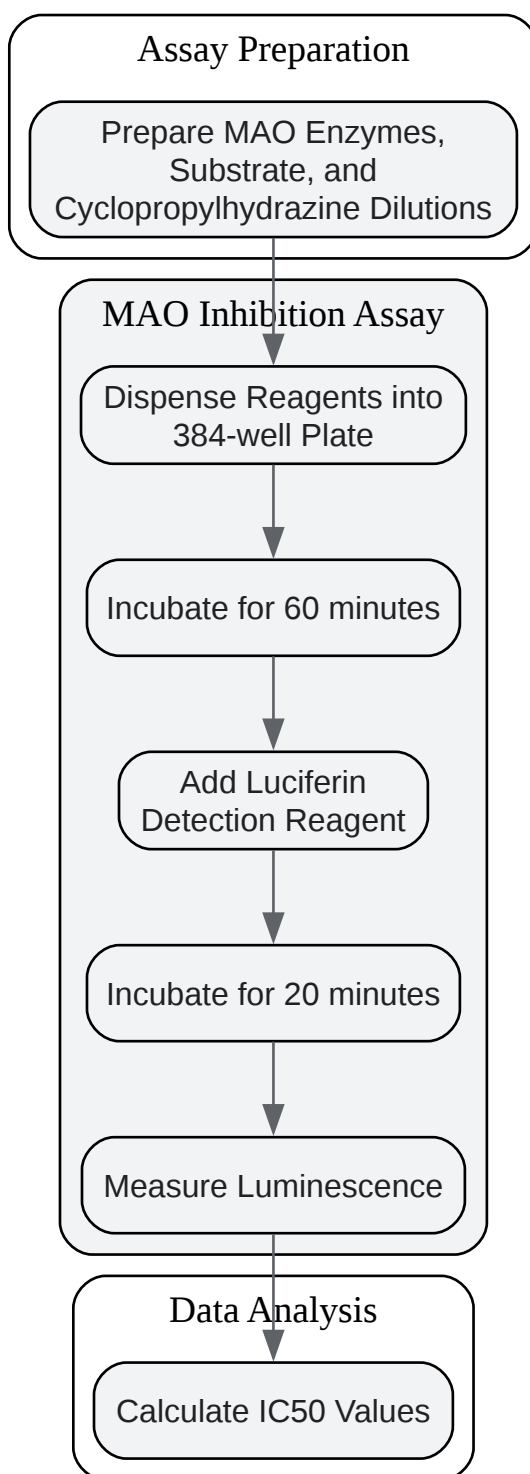 Assay Preparation
Prepare MAO Enzymes,
Substrate, and
Cyclopropylhydrazine Dilutions
MAO Inhibition Assay
Dispense Reagents into
384-well Plate
Incubate for 60 minutes
Add Luciferin
Detection Reagent
Incubate for 20 minutes
Measure Luminescence
Data Analysis
Calculate IC50 Values